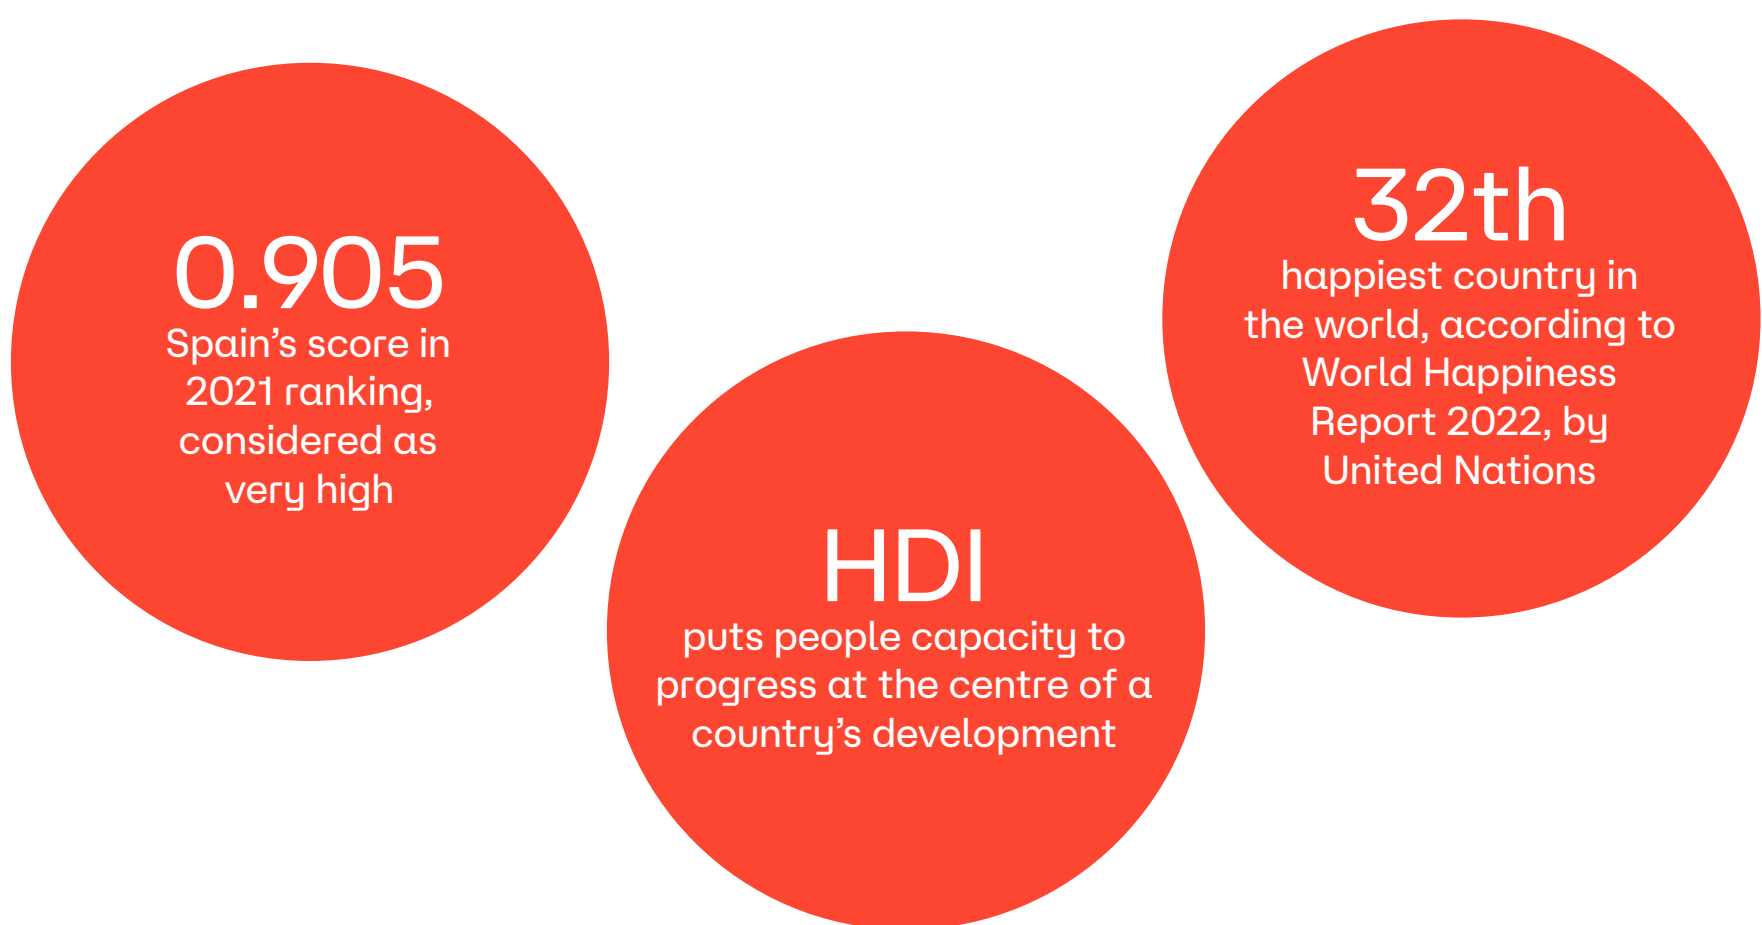 0.905
Spain’s score in
2021 ranking,
considered as
very high
HDI
puts people capacity to
progress at the centre of a
country’s development
32th
happiest country in
the world, according to
World Happiness
Report 2022, by
United Nations